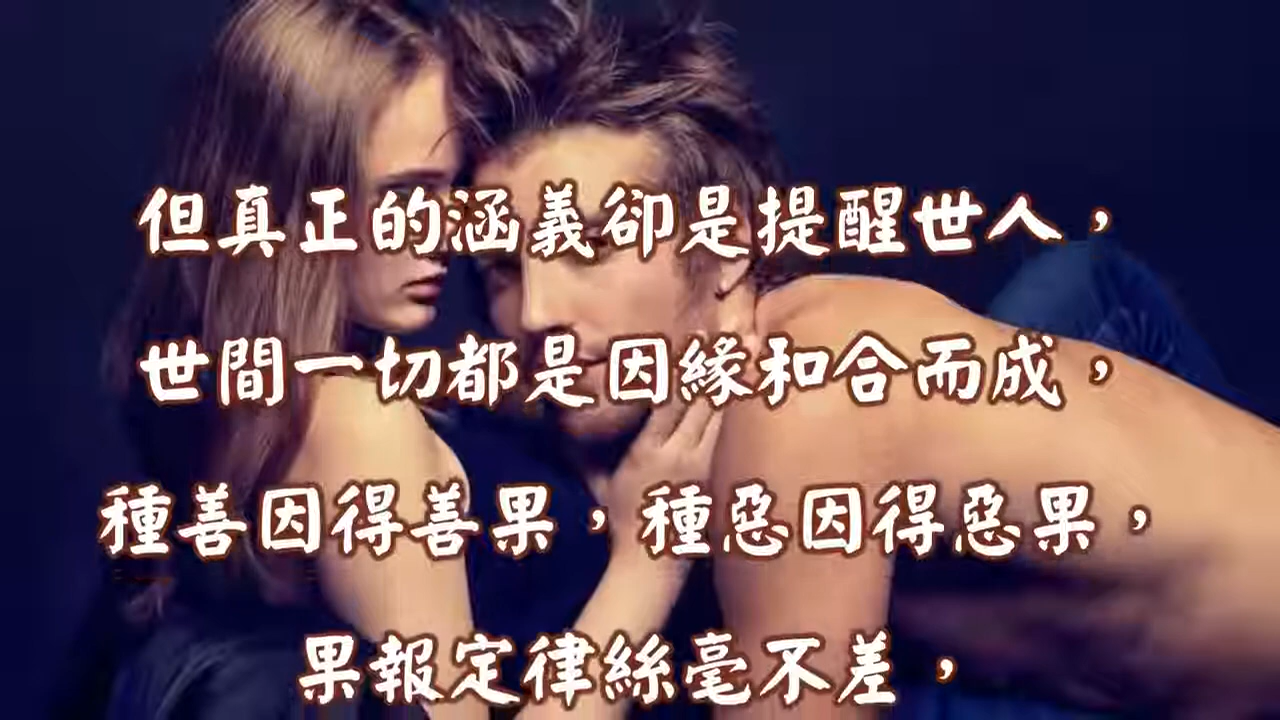 但真正的涵義卻是提醒世人，
世間一切都是因緣和合而成，
種善因得善果，種惡因得惡果，
果報定律絲毫不差，